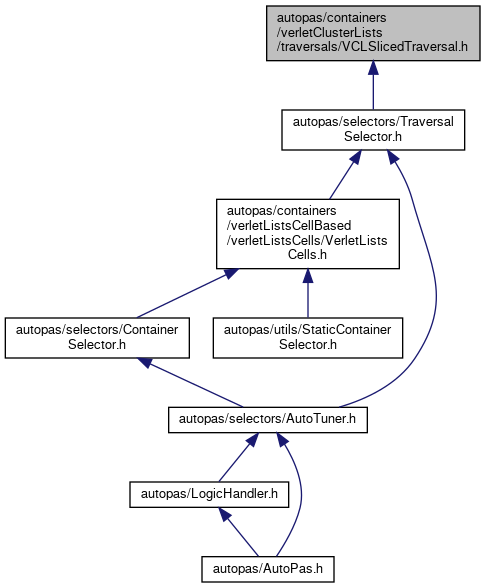 autopas/containers
/verletClusterLists
/traversals/VCLSlicedTraversal.h
autopas/selectors/Traversal
Selector.h
autopas/containers
/verletListsCellBased
/verletListsCells/VerletLists
Cells.h
autopas/selectors/Container
Selector.h
autopas/utils/StaticContainer
Selector.h
autopas/selectors/AutoTuner.h
autopas/LogicHandler.h
autopas/AutoPas.h